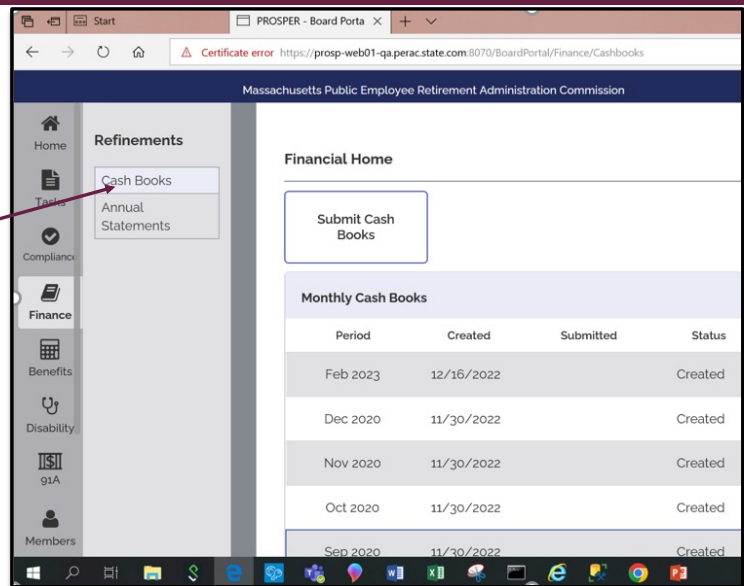 Start
PROSPER - Board Porta
Certificate error https://prosp-web01-qa.perac.state.com:8070/BoardPortal/Finance/Cashbooks
Massachusetts Public Employee Retirement Administration Commission
Home
Tasks
Compliance
Finance
Benefits
Disability
91A
Members
Refinements
Cash Books
Annual
Statements
Financial Home
Submit Cash
Books
Monthly Cash Books
Period Created Submitted Status
Feb 2023 12/16/2022 Created
Dec 2020 11/30/2022 Created
Nov 2020 11/30/2022 Created
Oct 2020 11/30/2022 Created
Sep 2020 11/30/2022 Created